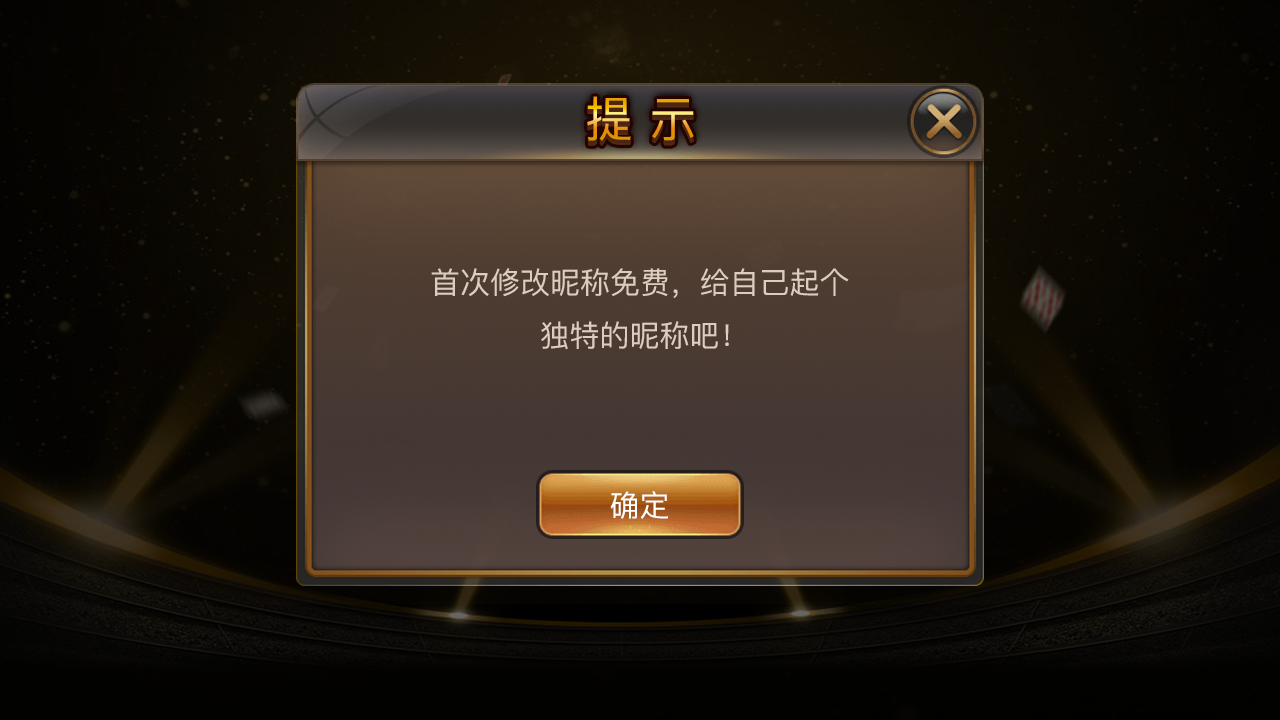 提示
首次修改昵称免费，给自己起个
独特的昵称吧！
确定